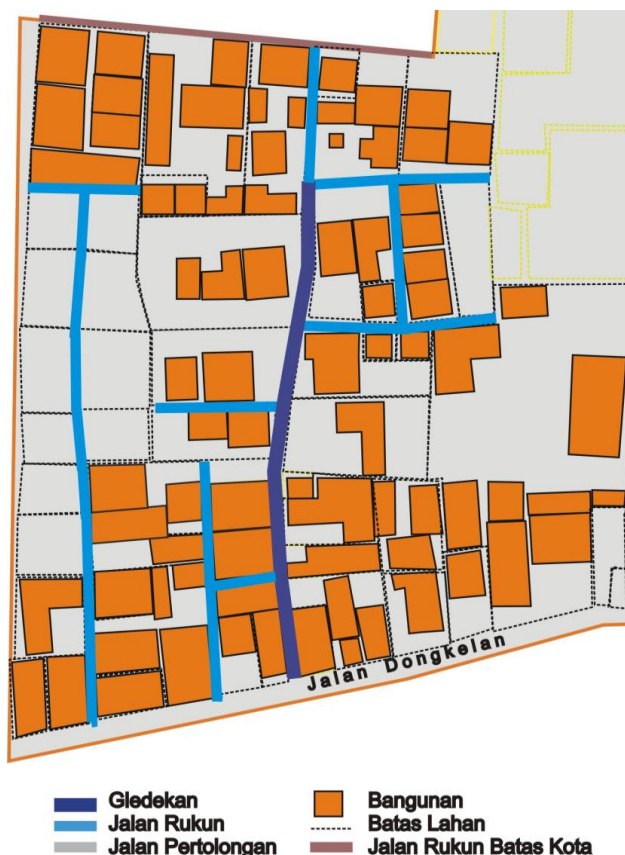 Jalan Dongkelan
Gledekan
Bangunan
Jalan Rukun
Batas Lahan
Jalan Pertolongan
Jalan Rukun Batas Kota